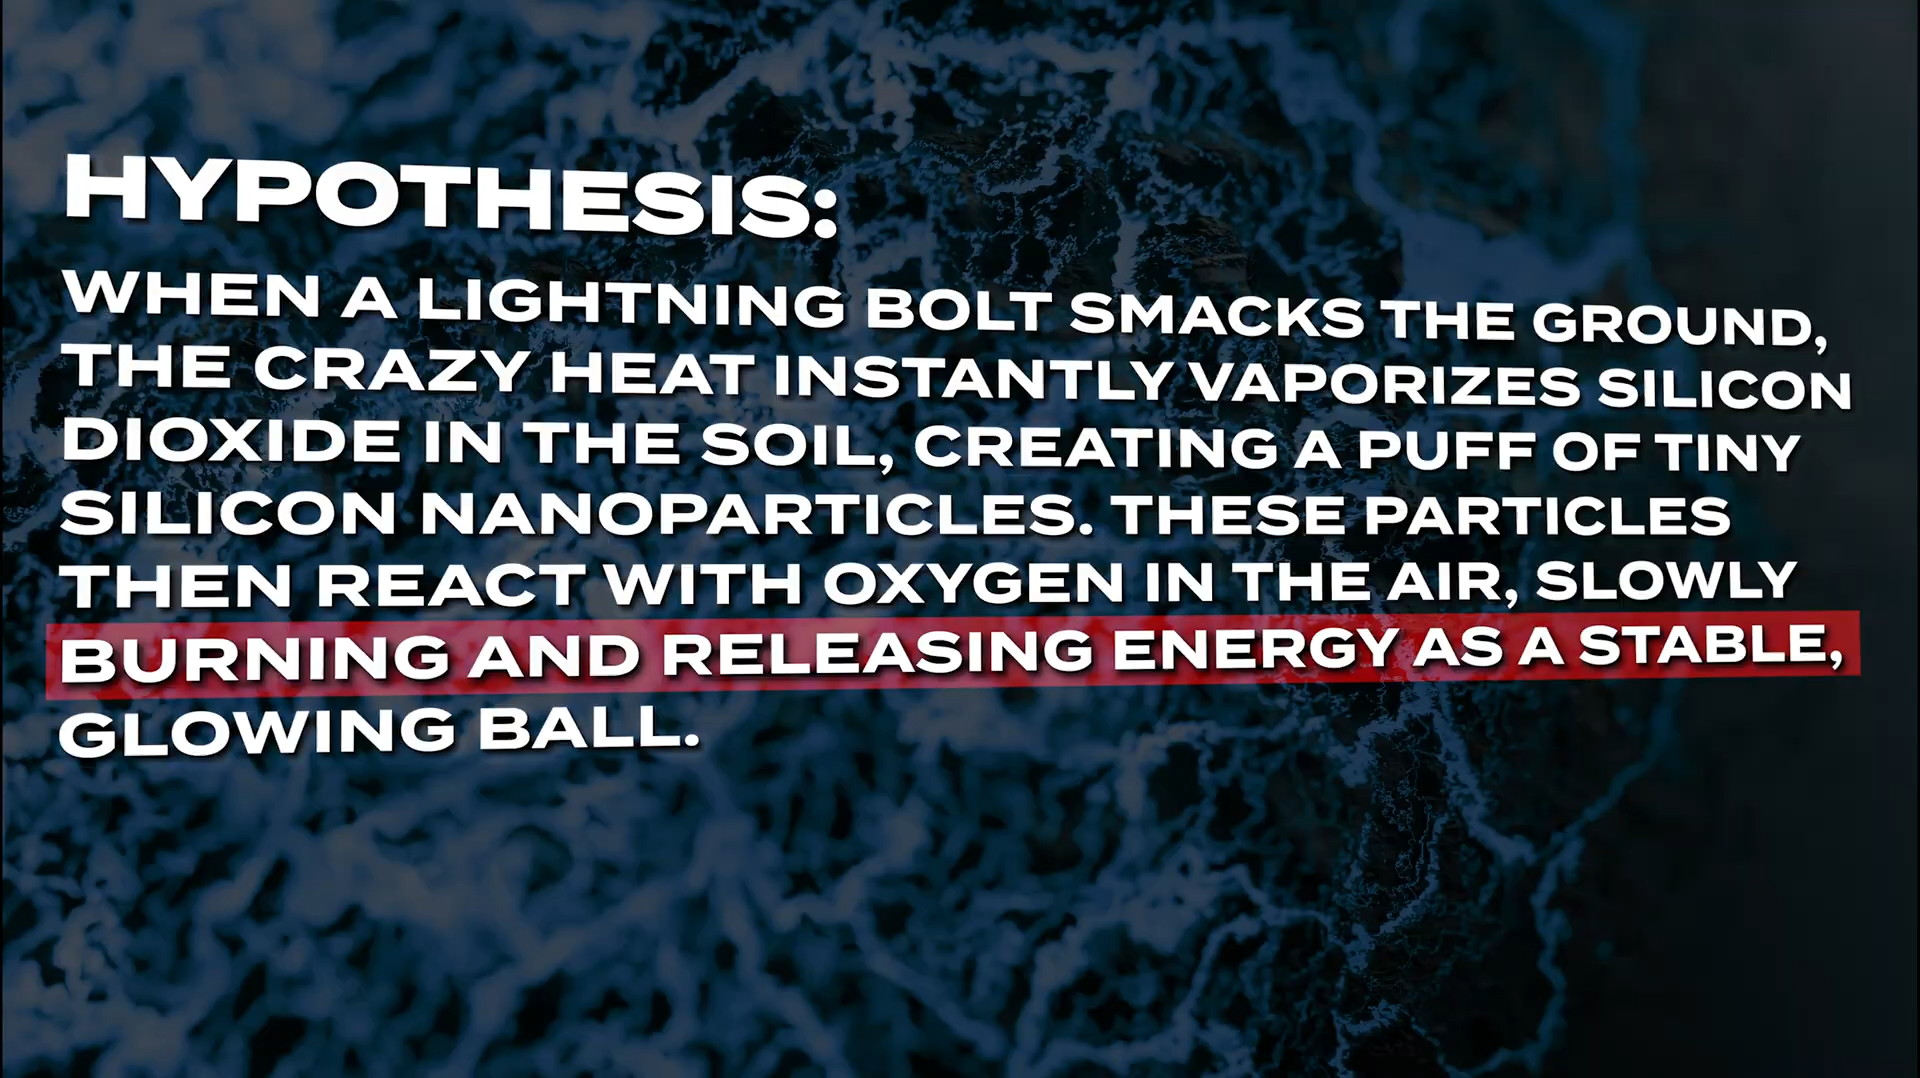 HYPOTHESIS:
WHEN A LIGHTNING BOLT SMACKS THE GROUND,
THE CRAZY HEAT INSTANTLY VAPORIZES SILICON
DIOXIDE IN THE SOIL, CREATING A PUFF OF TINY
SILICON NANOPARTICLES. THESE PARTICLES
THEN REACT WITH OXYGEN IN THE AIR, SLOWLY
BURNING AND RELEASING ENERGY AS A STABLE,
GLOWING BALL.